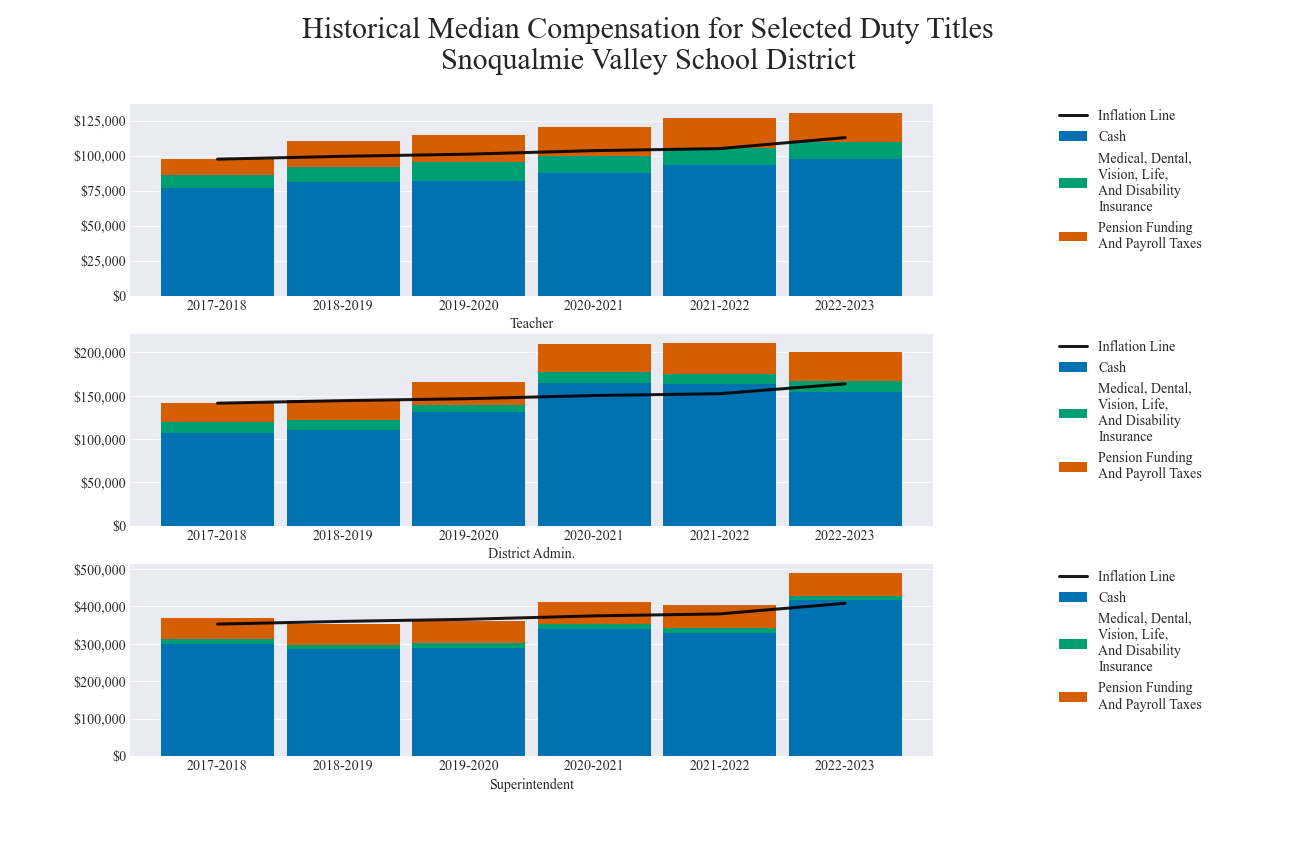 Historical Median Compensation for Selected Duty Titles
Snoqualmie Valley School District
$125,000
$100,000
$75,000
$50,000
$25,000
$0
2017-2018
2018-2019
2019-2020
2020-2021
2021-2022
2022-2023
Teacher
Inflation Line
Cash
Medical, Dental,
Vision, Life,
And Disability
Insurance
Pension Funding
And Payroll Taxes
$200,000
$150,000
$100,000
$50,000
$0
2017-2018
2018-2019
2019-2020
2020-2021
2021-2022
2022-2023
District Admin.
Inflation Line
Cash
Medical, Dental,
Vision, Life,
And Disability
Insurance
Pension Funding
And Payroll Taxes
$500,000
$400,000
$300,000
$200,000
$100,000
$0
2017-2018
2018-2019
2019-2020
2020-2021
2021-2022
2022-2023
Superintendent
Inflation Line
Cash
Medical, Dental,
Vision, Life,
And Disability
Insurance
Pension Funding
And Payroll Taxes